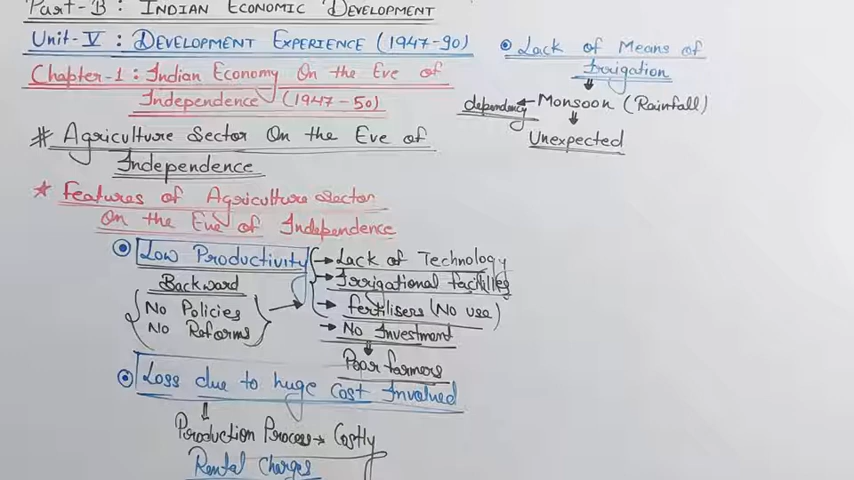 Part-B : Indian Economic Development
Unit-V : Development Experience (1947-90)
Chapter-1 : Indian Economy On the Eve of
Independence (1947-50)
# Agriculture Sector On the Eve of
Independence
* Features of Agriculture Sector
On the Eve of Independence
Low Productivity
Backward
No Policies
No Reforms
→ Lack of Technology
→ Irrigational facilities
→ fertilisers (No use)
→ No Investment
Poor farmers
Loss due to huge Cost Involued
Production Process → Costly
Rental Charges
Lack of Means of
Irrigation
dependency ← Monsoon (Rainfall)
Unexpected